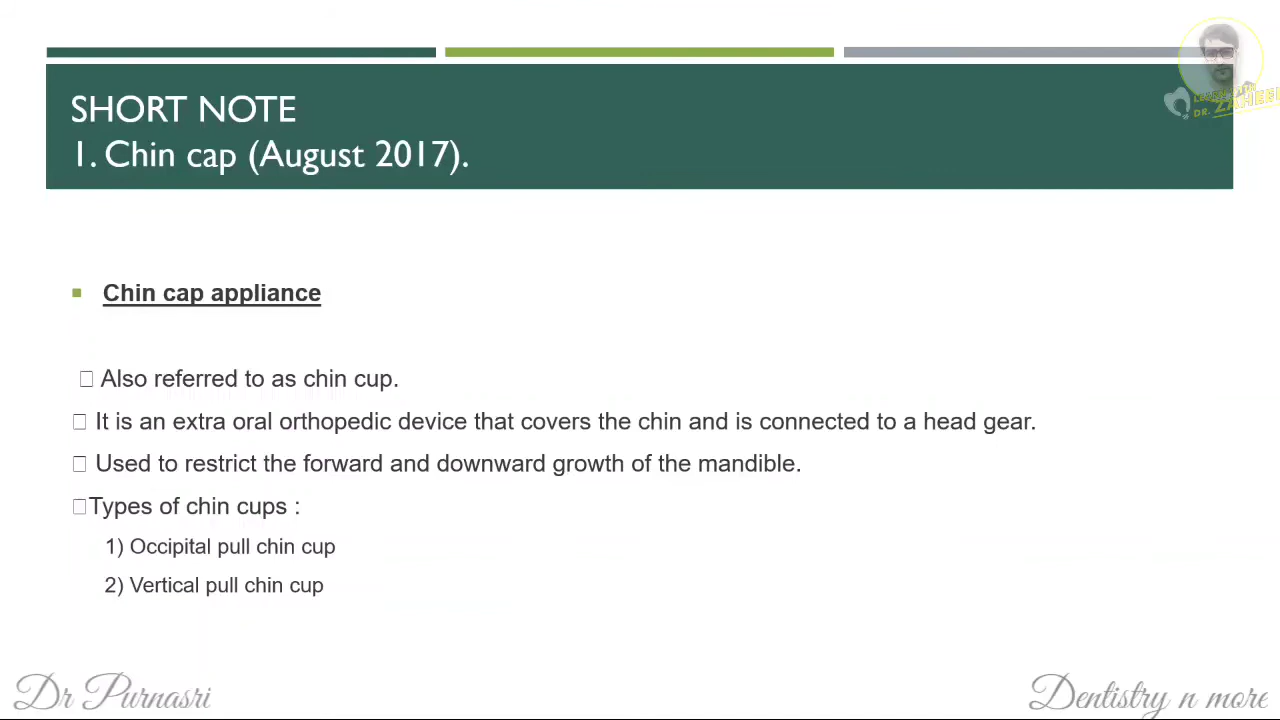 SHORT NOTE
1. Chin cap (August 2017).
DR. ZAHEER
Chin cap appliance
Also referred to as chin cup.
It is an extra oral orthopedic device that covers the chin and is connected to a head gear.
Used to restrict the forward and downward growth of the mandible.
Types of chin cups :
1) Occipital pull chin cup
2) Vertical pull chin cup
Dr Purnasri
Dentistry n more